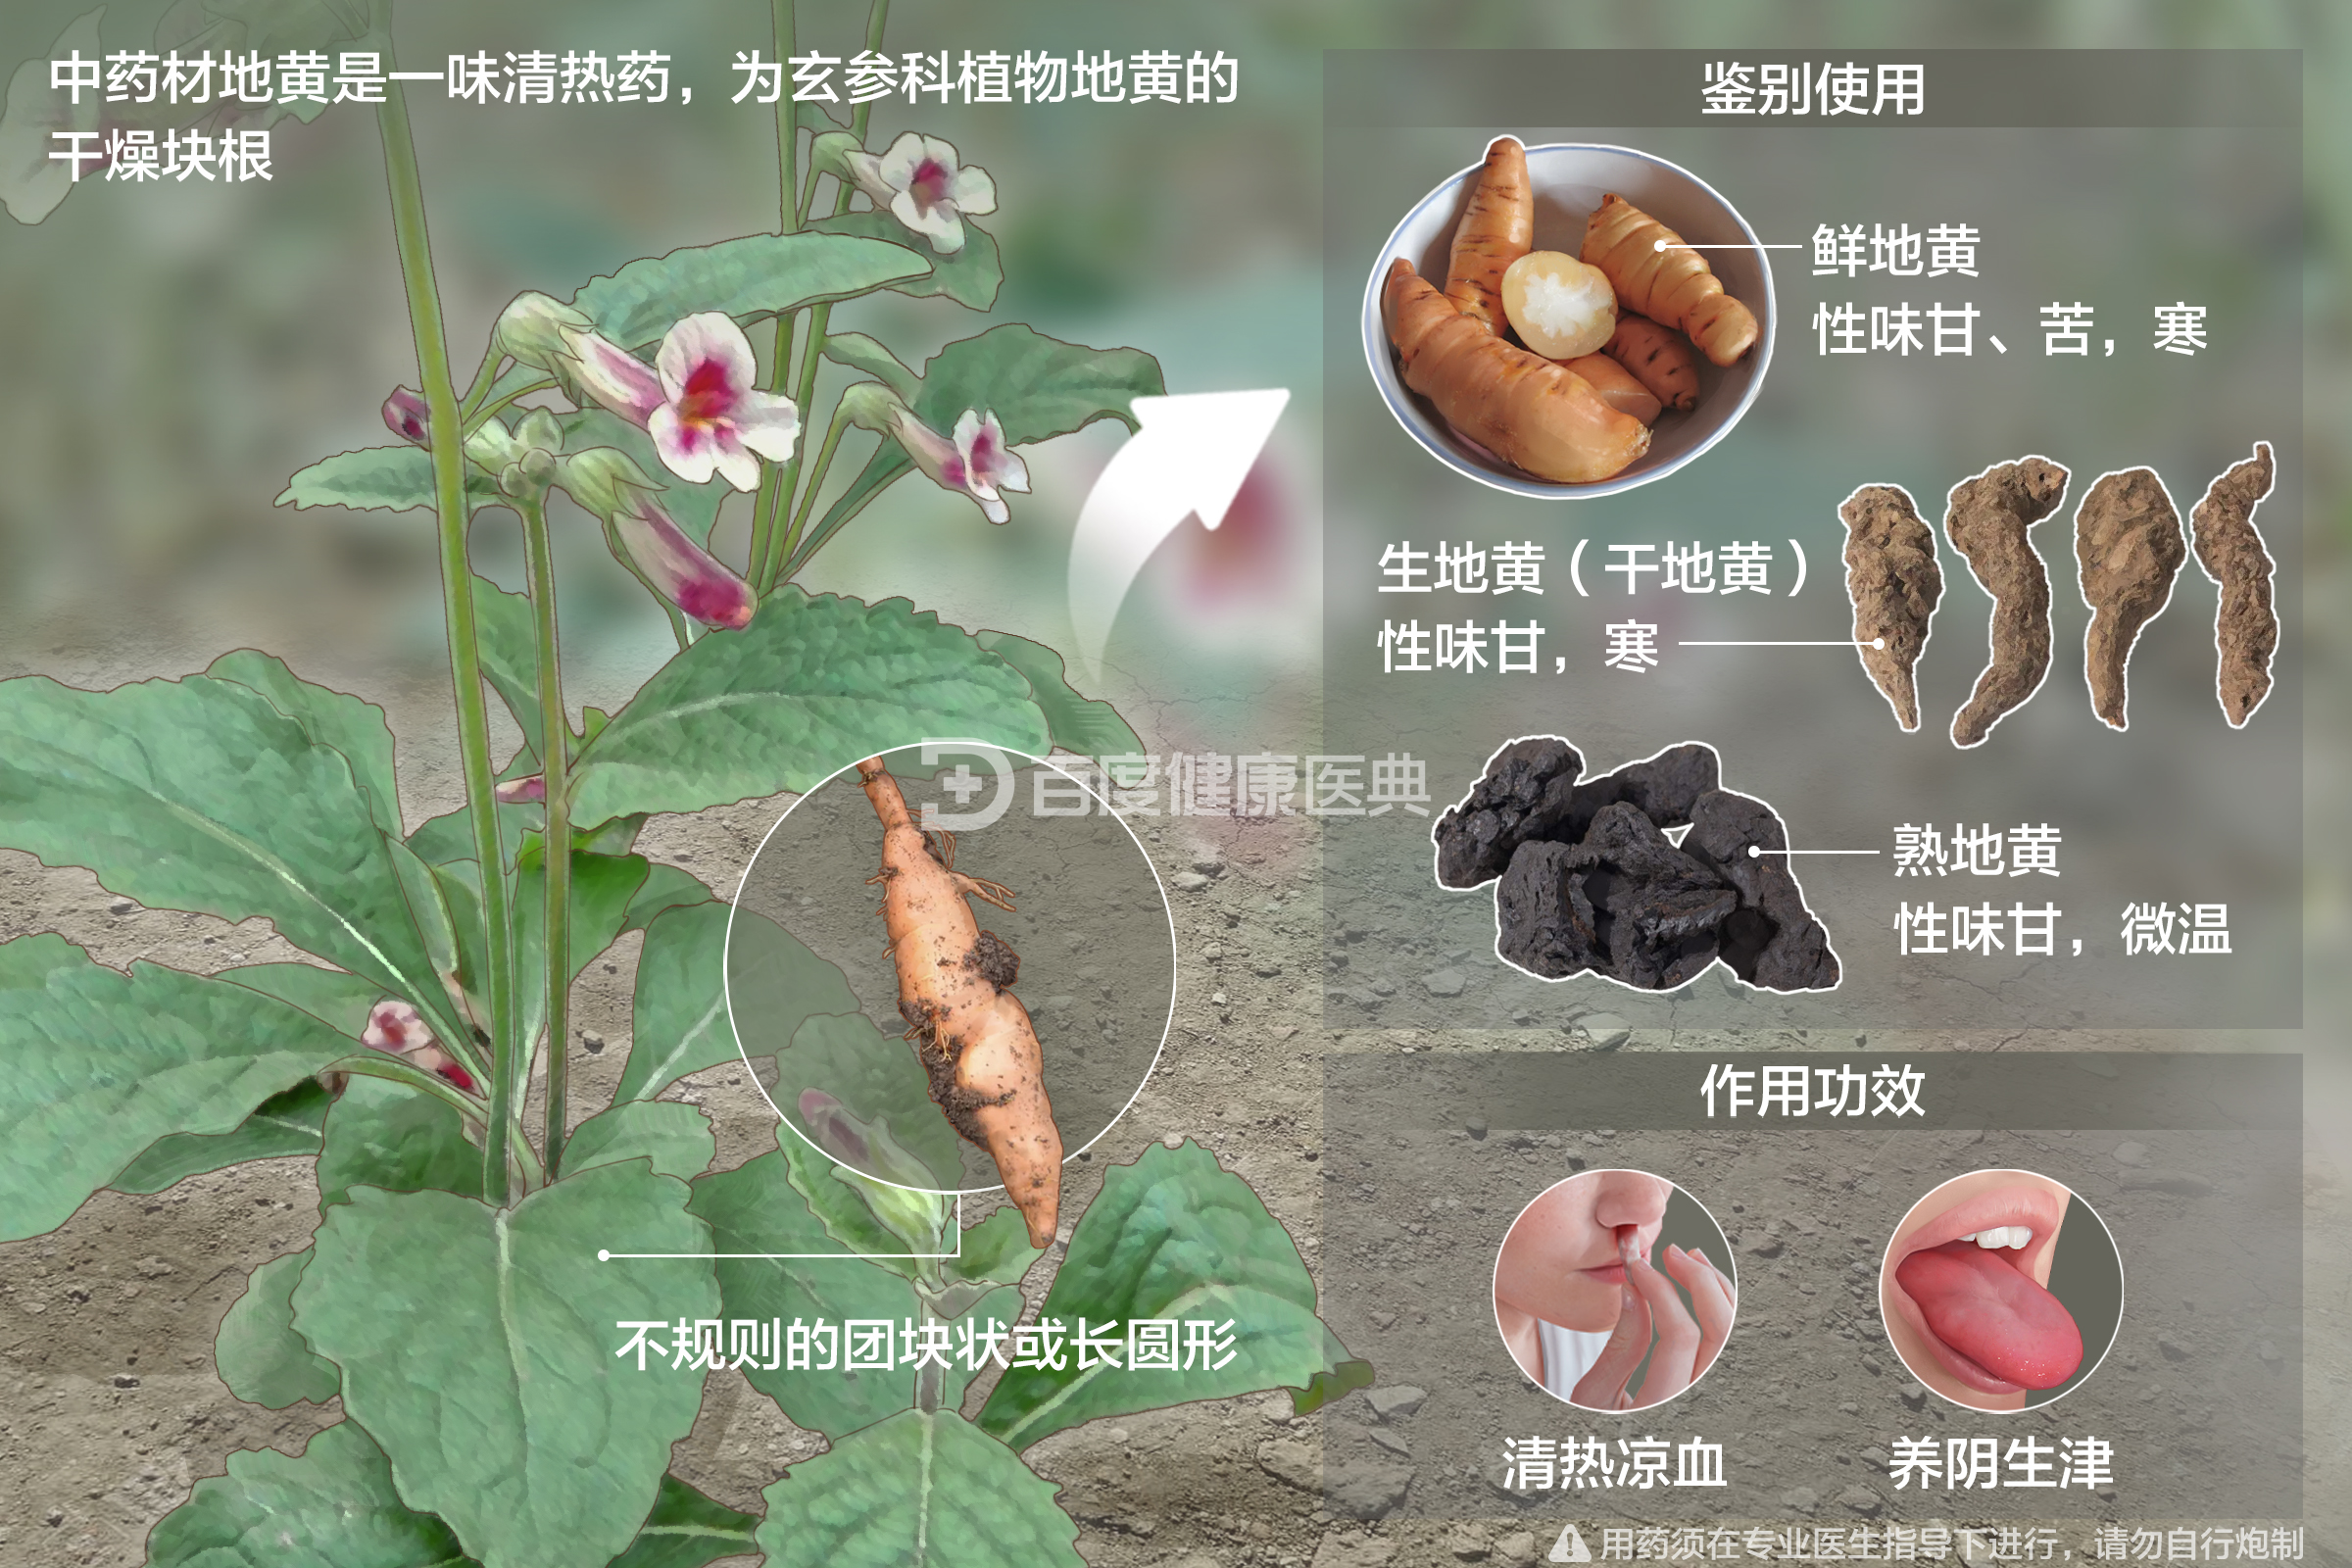 中药材地黄是一味清热药，为玄参科植物地黄的
干燥块根
鉴别使用
鲜地黄
性味甘、苦，寒
生地黄（干地黄）
性味甘，寒
百度健康医典
熟地黄
性味甘，微温
不规则的团块状或长圆形
作用功效
清热凉血
养阴生津
用药须在专业医生指导下进行，请勿自行炮制